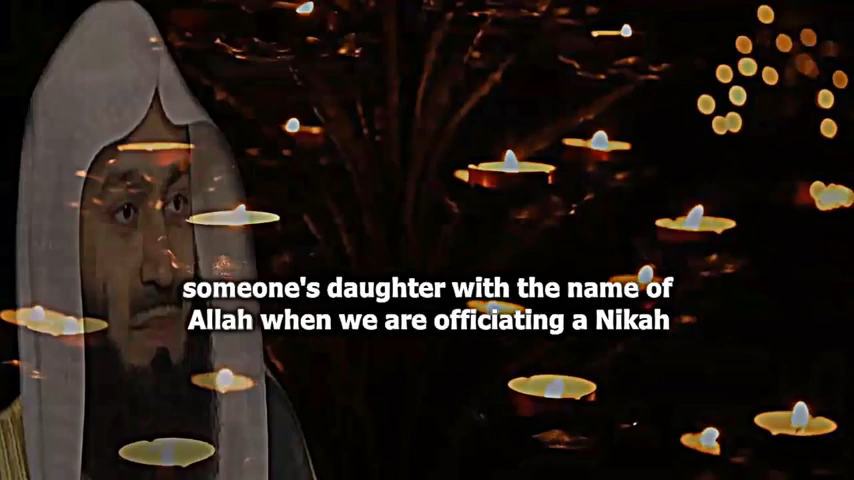 someone's daughter with the name of
Allah when we are officiating a Nikah